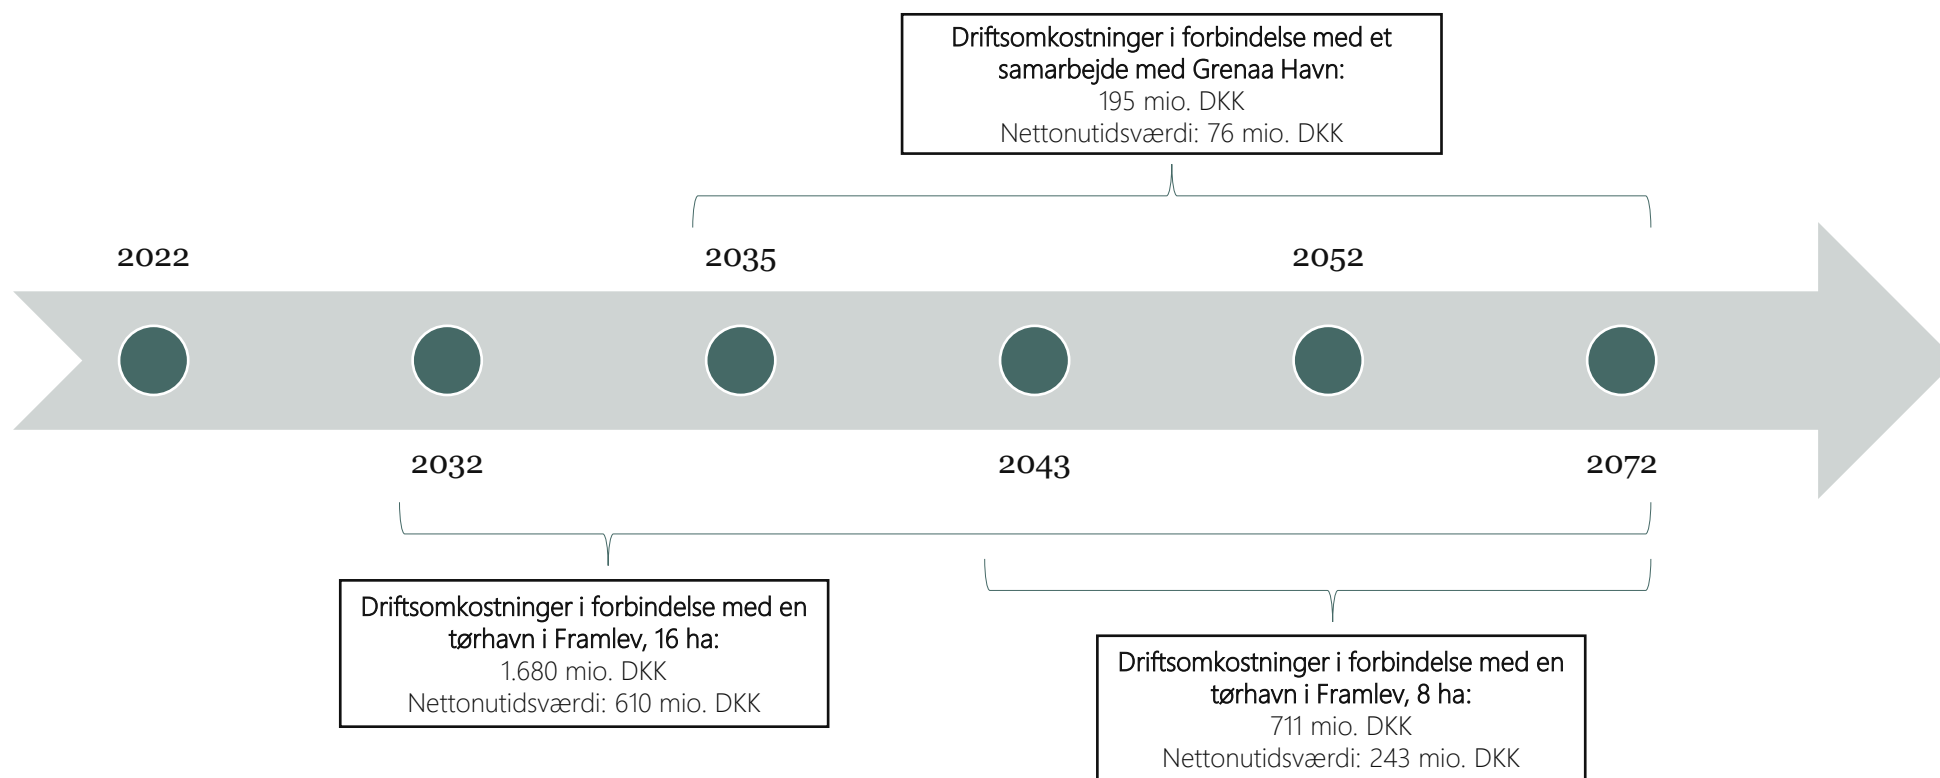 Driftsomkostninger i forbindelse med et
samarbejde med Grenaa Havn:
195 mio. DKK
Nettonutidsværdi: 76 mio. DKK
2022
2035
2052
2032
2043
2072
Driftsomkostninger i forbindelse med en
tørhavn i Framlev, 16 ha:
1.680 mio. DKK
Nettonutidsværdi: 610 mio. DKK
Driftsomkostninger i forbindelse med en
tørhavn i Framlev, 8 ha:
711 mio. DKK
Nettonutidsværdi: 243 mio. DKK